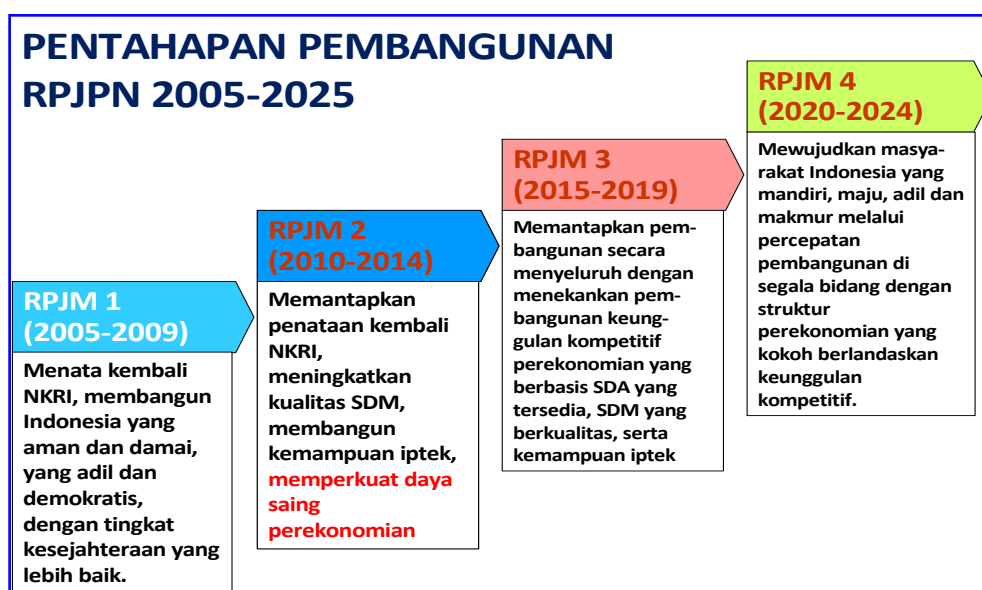 PENTAHAPAN PEMBANGUNAN
RPJPN 2005-2025
RPJM 1
(2005-2009)
Menata kembali
NKRI, membangun
Indonesia yang
aman dan damai,
yang adil dan
demokratis,
dengan tingkat
kesejahteraan yang
lebih baik.
RPJM 2
(2010-2014)
Memantapkan
penataan kembali
NKRI,
meningkatkan
kualitas SDM,
membangun
kemampuan iptek,
memperkuat daya
saing
perekonomian
RPJM 3
(2015-2019)
Memantapkan pem-
bangunan secara
menyeluruh dengan
menekankan pem-
bangunan keung-
gulan kompetitif
perekonomian yang
berbasis SDA yang
tersedia, SDM yang
berkualitas, serta
kemampuan iptek
RPJM 4
(2020-2024)
Mewujudkan masya-
rakat Indonesia yang
mandiri, maju, adil dan
makmur melalui
percepatan
pembangunan di
segala bidang dengan
struktur
perekonomian yang
kokoh berlandaskan
keunggulan
kompetitif.